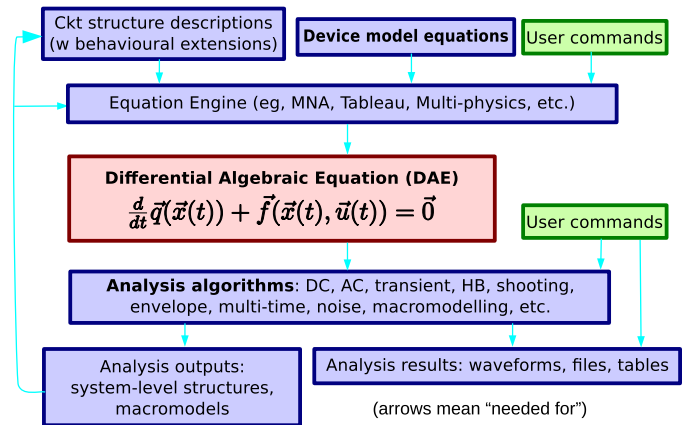 Ckt structure descriptions
(w behavioural extensions)
Device model equations
User commands
Equation Engine (eg, MNA, Tableau, Multi-physics, etc.)
Differential Algebraic Equation (DAE)
d/dt q⃗(x⃗(t)) + f⃗(x⃗(t), u⃗(t)) = 0⃗
User commands
Analysis algorithms: DC, AC, transient, HB, shooting,
envelope, multi-time, noise, macromodelling, etc.
Analysis outputs:
system-level structures,
macromodels
Analysis results: waveforms, files, tables
(arrows mean “needed for”)